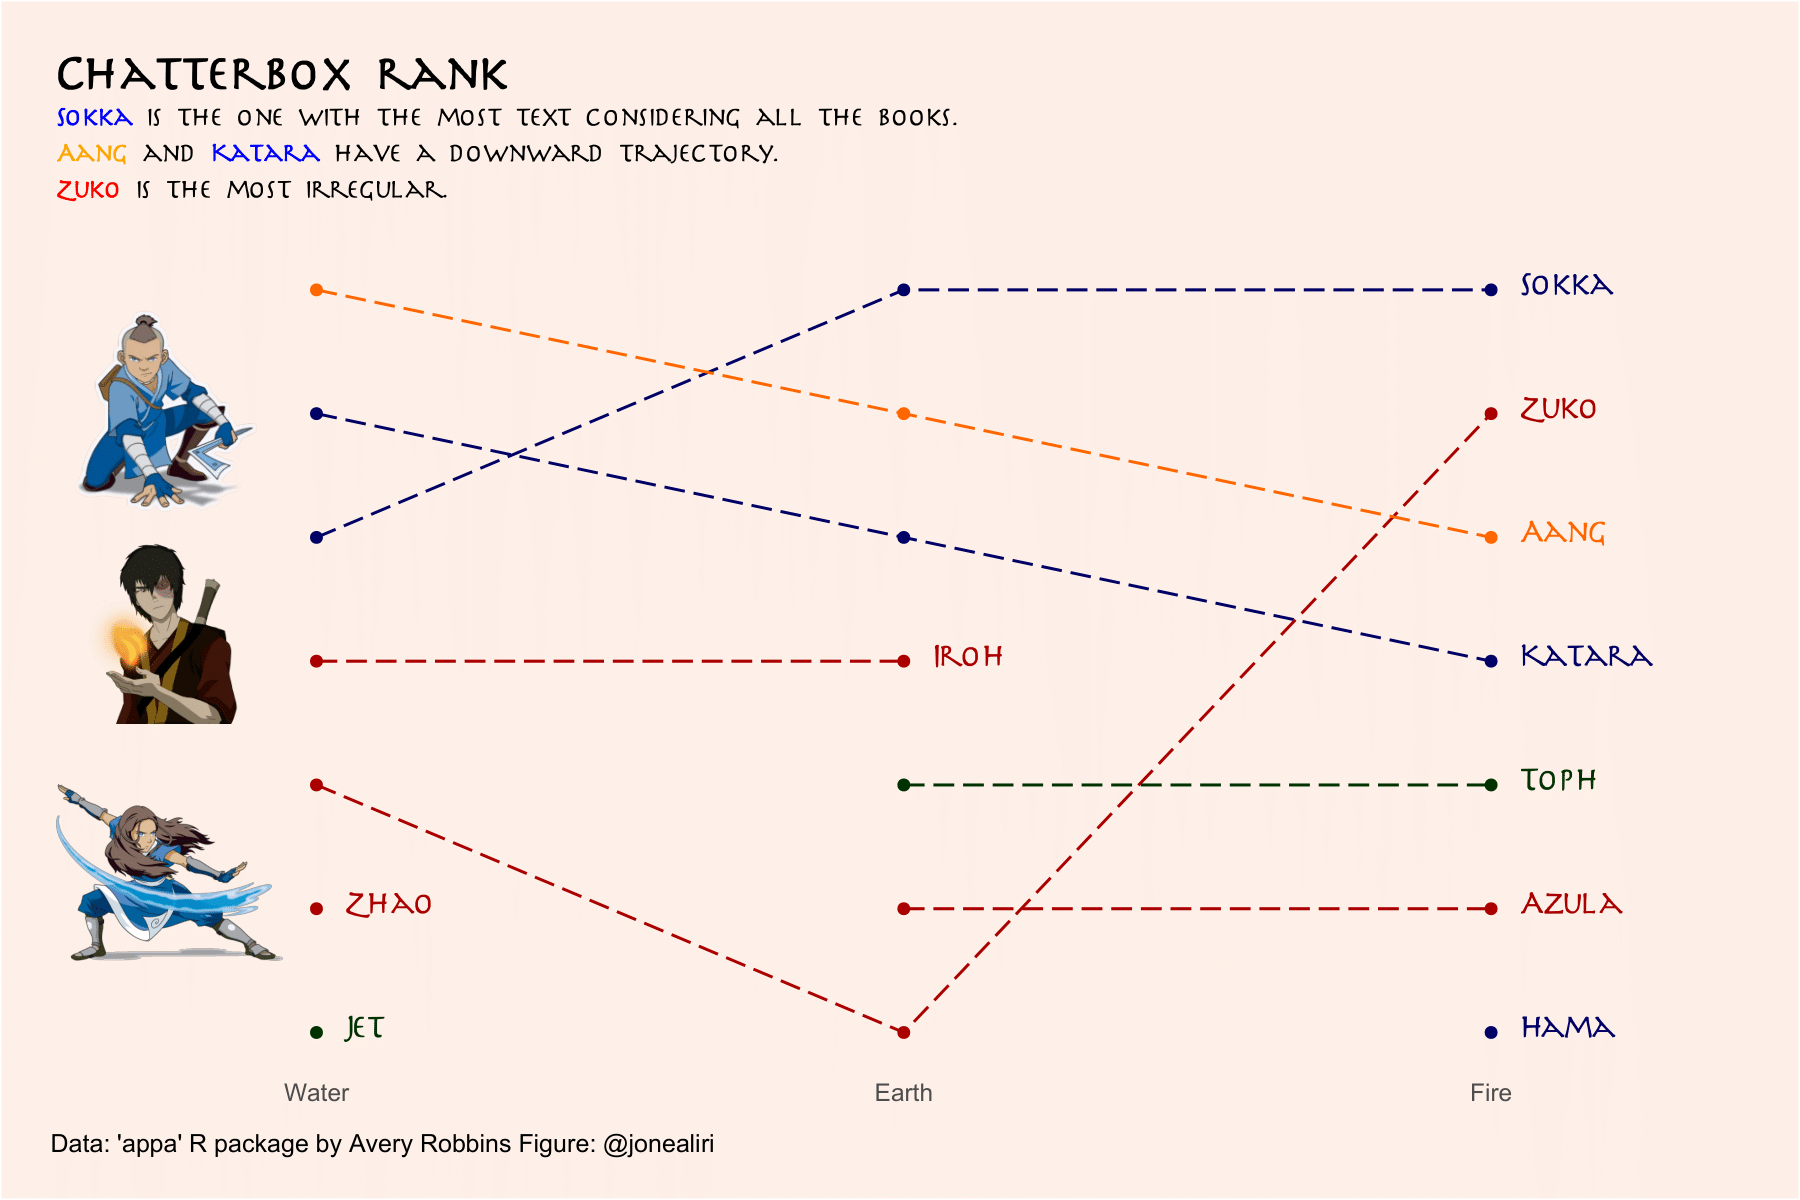 Chatterbox Rank
Sokka is the one with the most text considering all the books.
Aang and Katara have a downward trajectory.
Zuko is the most irregular.
Sokka
Zuko
Aang
Iroh
Katara
Toph
Zhao
Azula
Jet
Hama
Water
Earth
Fire
Data: 'appa' R package by Avery Robbins Figure: @jonealiri